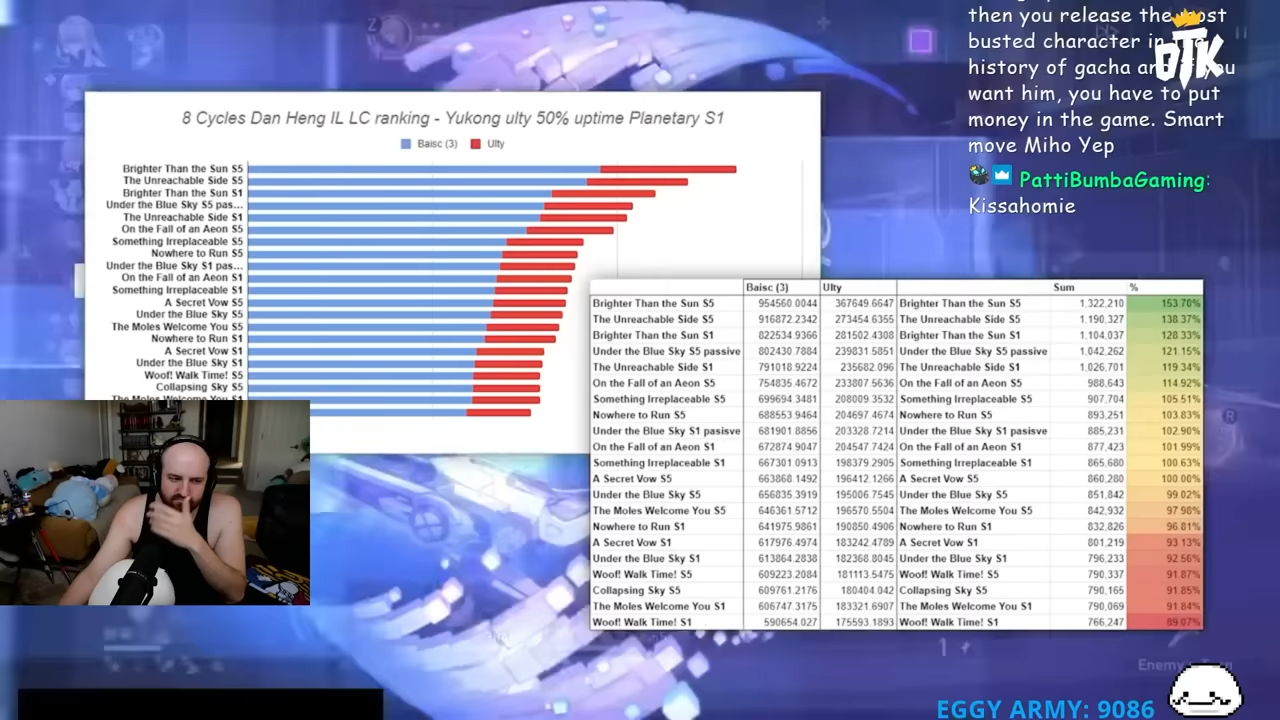 then you release the most
busted character in the
history of gacha and if you
want him, you have to put
money in the game. Smart
move Miho Yep
PattiBumbaGaming:
Kissahomie
OTK
8 Cycles Dan Heng IL LC ranking - Yukong ulty 50% uptime Planetary S1
Baisc (3) Ulty
Brighter Than the Sun S5
The Unreachable Side S5
Brighter Than the Sun S1
Under the Blue Sky S5 pas...
The Unreachable Side S1
On the Fall of an Aeon S5
Something Irreplaceable S5
Nowhere to Run S5
Under the Blue Sky S1 pas...
On the Fall of an Aeon S1
Something Irreplaceable S1
A Secret Vow S5
Under the Blue Sky S5
The Moles Welcome You S5
Nowhere to Run S1
A Secret Vow S1
Under the Blue Sky S1
Woof! Walk Time! S5
Collapsing Sky S5
The Moles Welcome You S1
Baisc (3) Ulty Sum %
Brighter Than the Sun S5 954560.0044 367649.6647 Brighter Than the Sun S5 1,322,210 153.70%
The Unreachable Side S5 916872.2342 273454.6355 The Unreachable Side S5 1,190,327 138.37%
Brighter Than the Sun S1 822534.9366 281502.4308 Brighter Than the Sun S1 1,104,037 128.33%
Under the Blue Sky S5 passive 802430.7884 239831.5851 Under the Blue Sky S5 passive 1,042,262 121.15%
The Unreachable Side S1 791018.9224 235682.096 The Unreachable Side S1 1,026,701 119.34%
On the Fall of an Aeon S5 754835.4672 233807.5636 On the Fall of an Aeon S5 988,643 114.92%
Something Irreplaceable S5 699694.3481 208009.3532 Something Irreplaceable S5 907,704 105.51%
Nowhere to Run S5 688553.9464 204697.4674 Nowhere to Run S5 893,251 103.83%
Under the Blue Sky S1 pasisve 681901.8856 203328.7214 Under the Blue Sky S1 pasisve 885,231 102.90%
On the Fall of an Aeon S1 672874.9047 204547.7424 On the Fall of an Aeon S1 877,423 101.99%
Something Irreplaceable S1 667301.0913 198379.2905 Something Irreplaceable S1 865,680 100.63%
A Secret Vow S5 663868.1492 196412.1266 A Secret Vow S5 860,280 100.00%
Under the Blue Sky S5 656835.3919 195006.7545 Under the Blue Sky S5 851,842 99.02%
The Moles Welcome You S5 646361.5712 196570.5504 The Moles Welcome You S5 842,932 97.98%
Nowhere to Run S1 641975.9861 190850.4906 Nowhere to Run S1 832,826 96.81%
A Secret Vow S1 617976.4974 183242.4789 A Secret Vow S1 801,219 93.13%
Under the Blue Sky S1 613864.2838 182368.8045 Under the Blue Sky S1 796,233 92.56%
Woof! Walk Time! S5 609223.2084 181113.5475 Woof! Walk Time! S5 790,337 91.87%
Collapsing Sky S5 609761.2176 180404.042 Collapsing Sky S5 790,165 91.85%
The Moles Welcome You S1 606747.3175 183321.6907 The Moles Welcome You S1 790,069 91.84%
Woof! Walk Time! S1 590654.027 175593.1893 Woof! Walk Time! S1 766,247 89.07%
EGGY ARMY: 9086